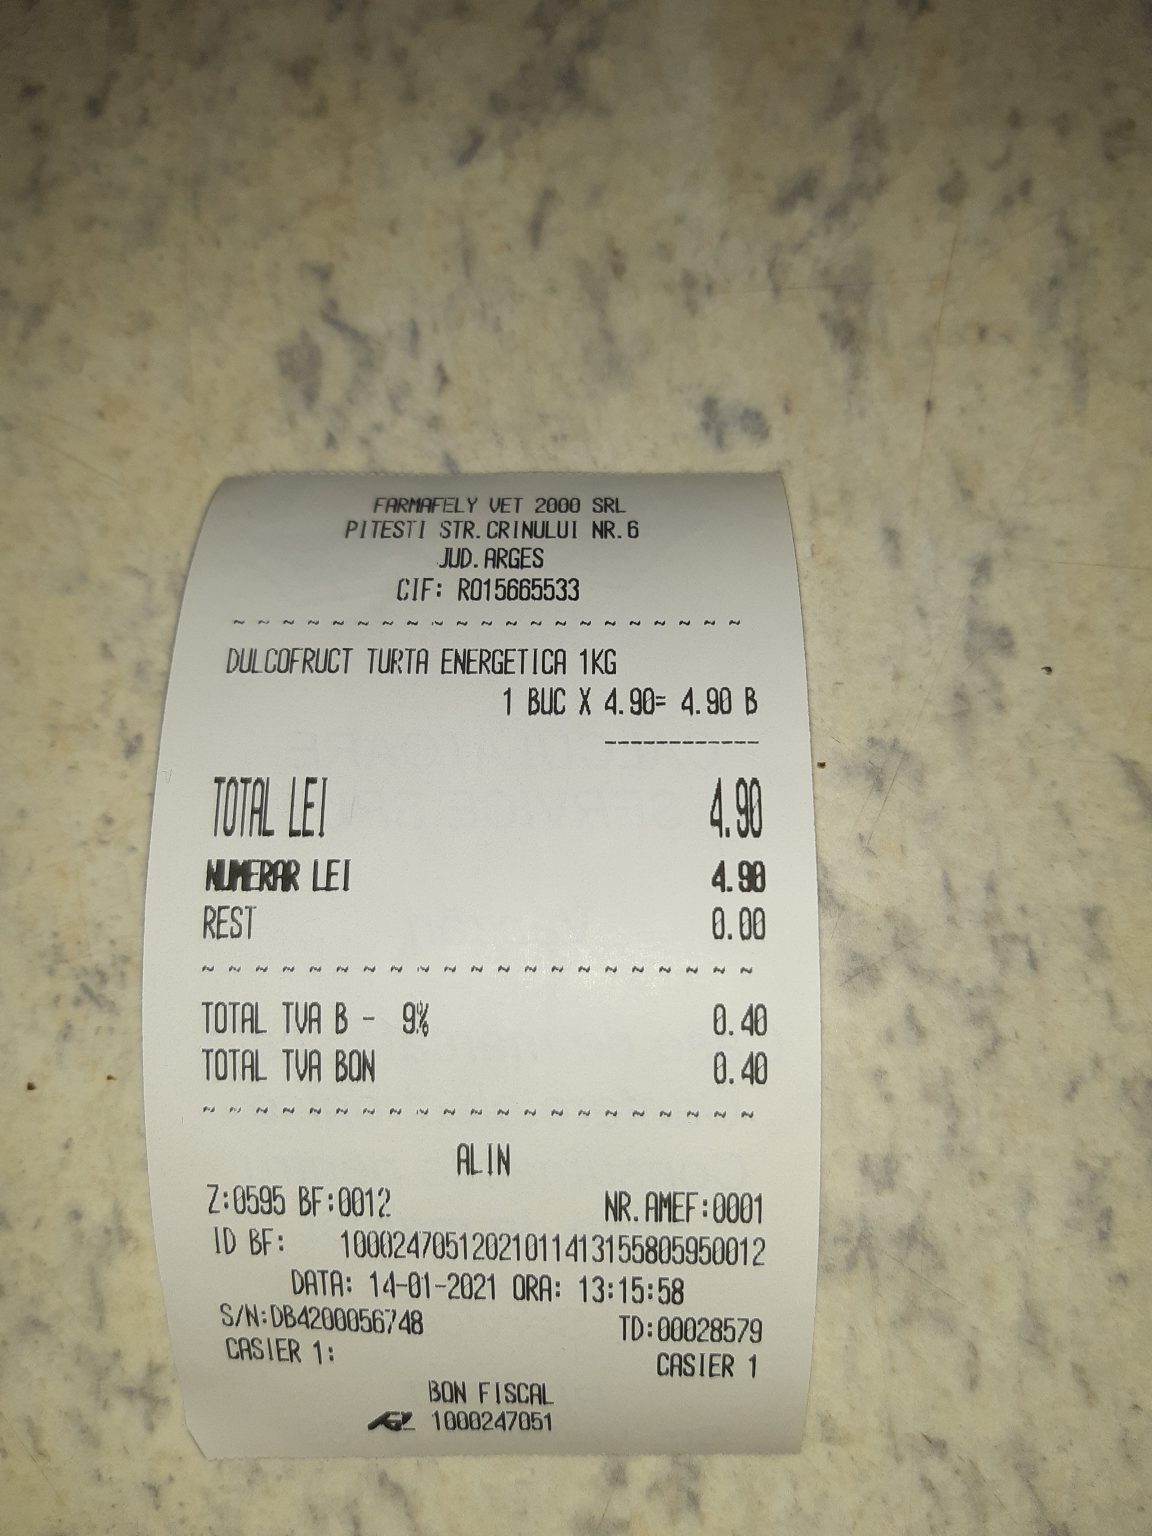 FARMAFELY VET 2000 SRL
PITESTI STR.CRINULUI NR.6
JUD.ARGES
CIF: RO15665533
~ ~ ~ ~ ~ ~ ~ ~ ~ ~ ~ ~ ~ ~ ~ ~ ~ ~ ~ ~ ~
DULCOFRUCT TURTA ENERGETICA 1KG
1 BUC X 4.90= 4.90 B
------------
TOTAL LEI 4.90
NUMERAR LEI 4.90
REST 0.00
~ ~ ~ ~ ~ ~ ~ ~ ~ ~ ~ ~ ~ ~ ~ ~ ~ ~ ~ ~ ~
TOTAL TVA B - 9% 0.40
TOTAL TVA BON 0.40
~ ~ ~ ~ ~ ~ ~ ~ ~ ~ ~ ~ ~ ~ ~ ~ ~ ~ ~ ~ ~
ALIN
Z:0595 BF:0012 NR.AMEF:0001
ID BF: 10002470512021011413155805950012
DATA: 14-01-2021 ORA: 13:15:58
S/N:DB4200056748 TD:00028579
CASIER 1: CASIER 1
BON FISCAL
1000247051